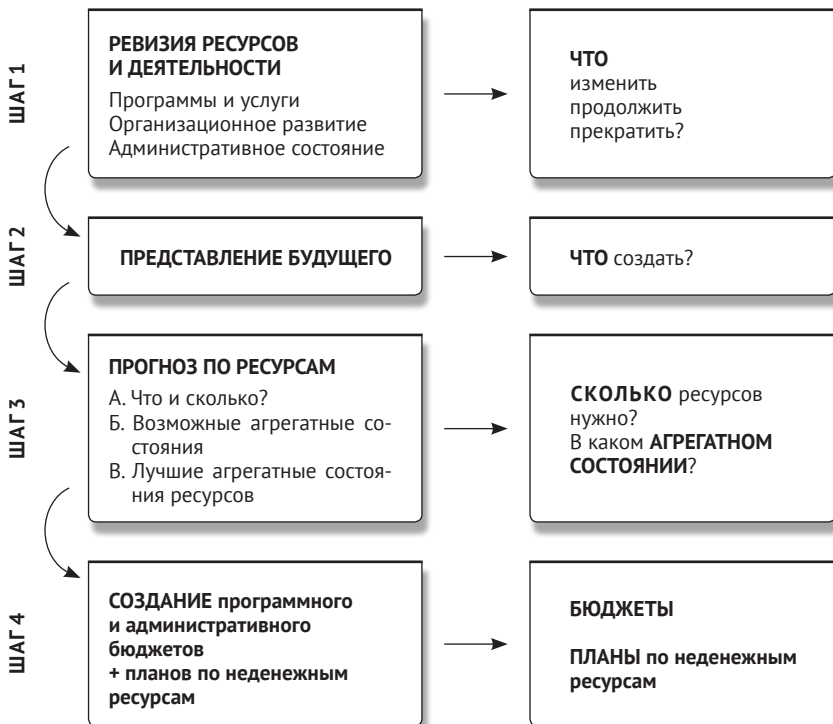 ШАГ 1
РЕВИЗИЯ РЕСУРСОВ
И ДЕЯТЕЛЬНОСТИ
Программы и услуги
Организационное развитие
Административное состояние
ЧТО
изменить
продолжить
прекратить?
ШАГ 2
ПРЕДСТАВЛЕНИЕ БУДУЩЕГО
ЧТО создать?
ШАГ 3
ПРОГНОЗ ПО РЕСУРСАМ
А. Что и сколько?
Б. Возможные агрегатные со-
стояния
В. Лучшие агрегатные состоя-
ния ресурсов
СКОЛЬКО ресурсов
нужно?
В каком АГРЕГАТНОМ
СОСТОЯНИИ?
ШАГ 4
СОЗДАНИЕ программного
и административного
бюджетов
+ планов по неденежным
ресурсам
БЮДЖЕТЫ
ПЛАНЫ по неденежным
ресурсам